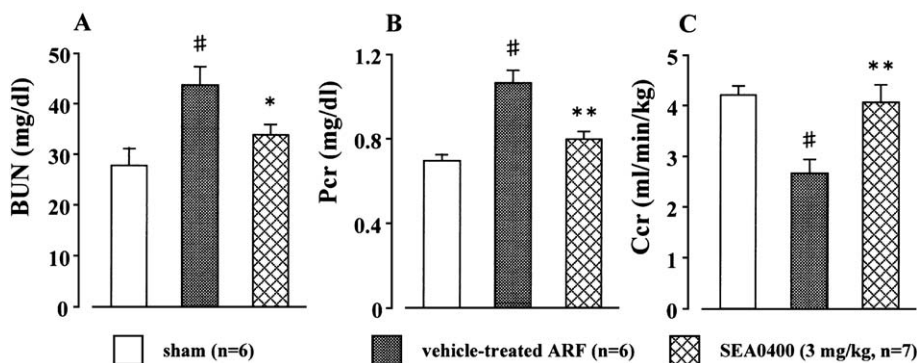 A
BUN (mg/dl)
50
40
30
20
10
0
#
*
B
Pcr (mg/dl)
1.2
0.8
0.4
0
#
**
C
Ccr (ml/min/kg)
5
4
3
2
1
0
#
**
sham (n=6)
vehicle-treated ARF (n=6)
SEA0400 (3 mg/kg, n=7)